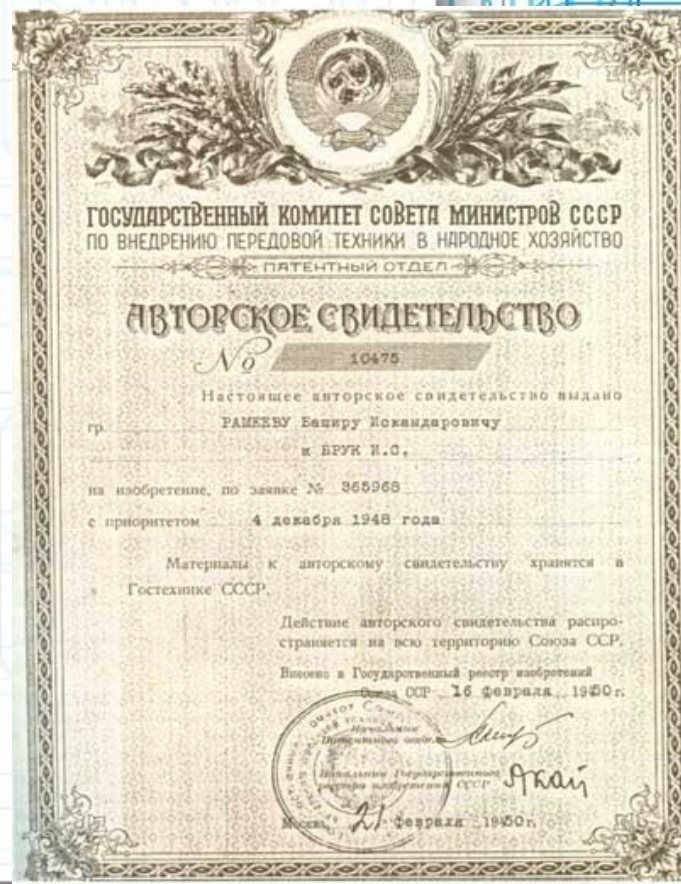 ГОСУДАРСТВЕННЫЙ КОМИТЕТ СОВЕТА МИНИСТРОВ СССР
ПО ВНЕДРЕНИЮ ПЕРЕДОВОЙ ТЕХНИКИ В НАРОДНОЕ ХОЗЯЙСТВО
ПАТЕНТНЫЙ ОТДЕЛ
АВТОРСКОЕ СВИДЕТЕЛЬСТВО
№ 10475
Настоящее авторское свидетельство выдано
гр. РАМЕЕВУ Баширу Искандаровичу
и БРУК И.С.
на изобретение, по заявке № 365968
с приоритетом 4 декабря 1948 года
Материалы к авторскому свидетельству хранятся в
Гостехнике СССР.
Действие авторского свидетельства распро-
страняется на всю территорию Союза ССР.
Внесено в Государственный реестр изобретений
Союза ССР 16 февраля 1950 г.
Начальник
Патентного отдела
Начальник Государственного
реестра изобретений СССР
Москва, 21 февраля 1950 г.